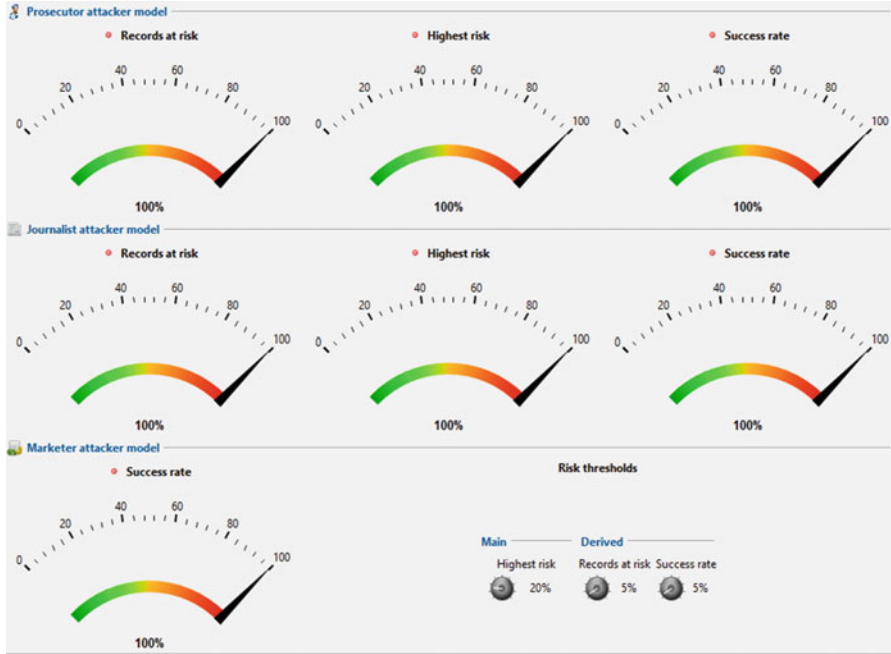 Prosecutor attacker model
Records at risk Highest risk Success rate
0 20 40 60 80 100 0 20 40 60 80 100 0 20 40 60 80 100
100% 100% 100%
Journalist attacker model
Records at risk Highest risk Success rate
0 20 40 60 80 100 0 20 40 60 80 100 0 20 40 60 80 100
100% 100% 100%
Marketer attacker model
Success rate Risk thresholds
0 20 40 60 80 100
Main Derived
Highest risk Records at risk Success rate
20% 5% 5%
100%